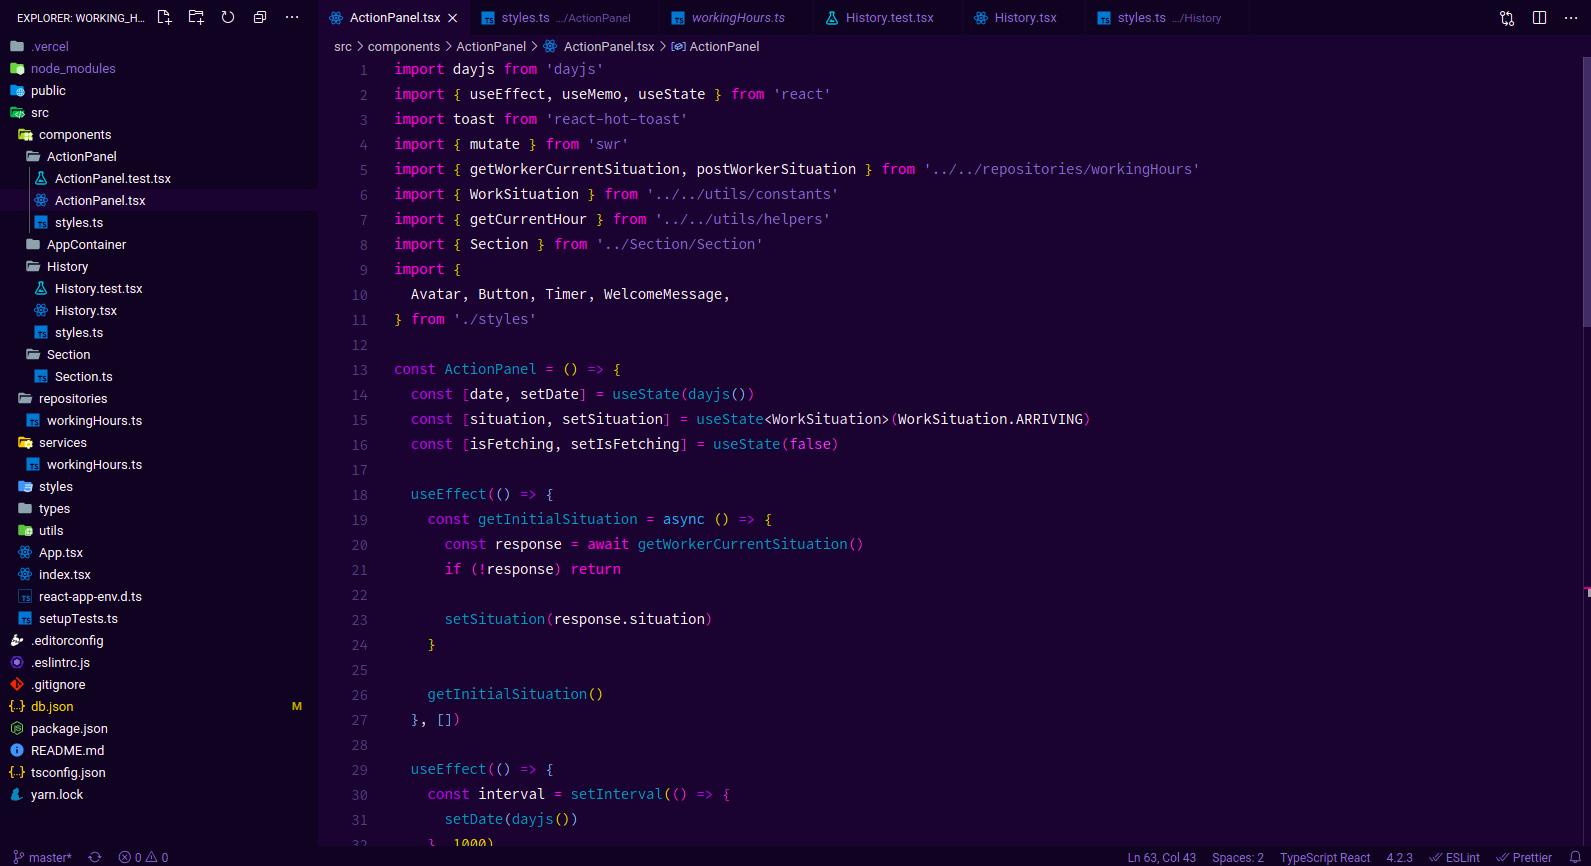 EXPLORER: WORKING_H...
ActionPanel.tsx
styles.ts .../ActionPanel
workingHours.ts
History.test.tsx
History.tsx
styles.ts .../History
.vercel
node_modules
public
src
components
ActionPanel
ActionPanel.test.tsx
ActionPanel.tsx
styles.ts
AppContainer
History
History.test.tsx
History.tsx
styles.ts
Section
Section.ts
repositories
workingHours.ts
services
workingHours.ts
styles
types
utils
App.tsx
index.tsx
react-app-env.d.ts
setupTests.ts
.editorconfig
.eslintrc.js
.gitignore
db.json M
package.json
README.md
tsconfig.json
yarn.lock
src > components > ActionPanel > ActionPanel.tsx > ActionPanel
1 import dayjs from 'dayjs'
2 import { useEffect, useMemo, useState } from 'react'
3 import toast from 'react-hot-toast'
4 import { mutate } from 'swr'
5 import { getWorkerCurrentSituation, postWorkerSituation } from '../../repositories/workingHours'
6 import { WorkSituation } from '../../utils/constants'
7 import { getCurrentHour } from '../../utils/helpers'
8 import { Section } from '../Section/Section'
9 import {
10   Avatar, Button, Timer, WelcomeMessage,
11 } from './styles'
12
13 const ActionPanel = () => {
14   const [date, setDate] = useState(dayjs())
15   const [situation, setSituation] = useState<WorkSituation>(WorkSituation.ARRIVING)
16   const [isFetching, setIsFetching] = useState(false)
17
18   useEffect(() => {
19     const getInitialSituation = async () => {
20       const response = await getWorkerCurrentSituation()
21       if (!response) return
22
23       setSituation(response.situation)
24     }
25
26     getInitialSituation()
27   }, [])
28
29   useEffect(() => {
30     const interval = setInterval(() => {
31       setDate(dayjs())
32     }, 1000)
master* 0 0 Ln 63, Col 43 Spaces: 2 TypeScript React 4.2.3 ESLint Prettier